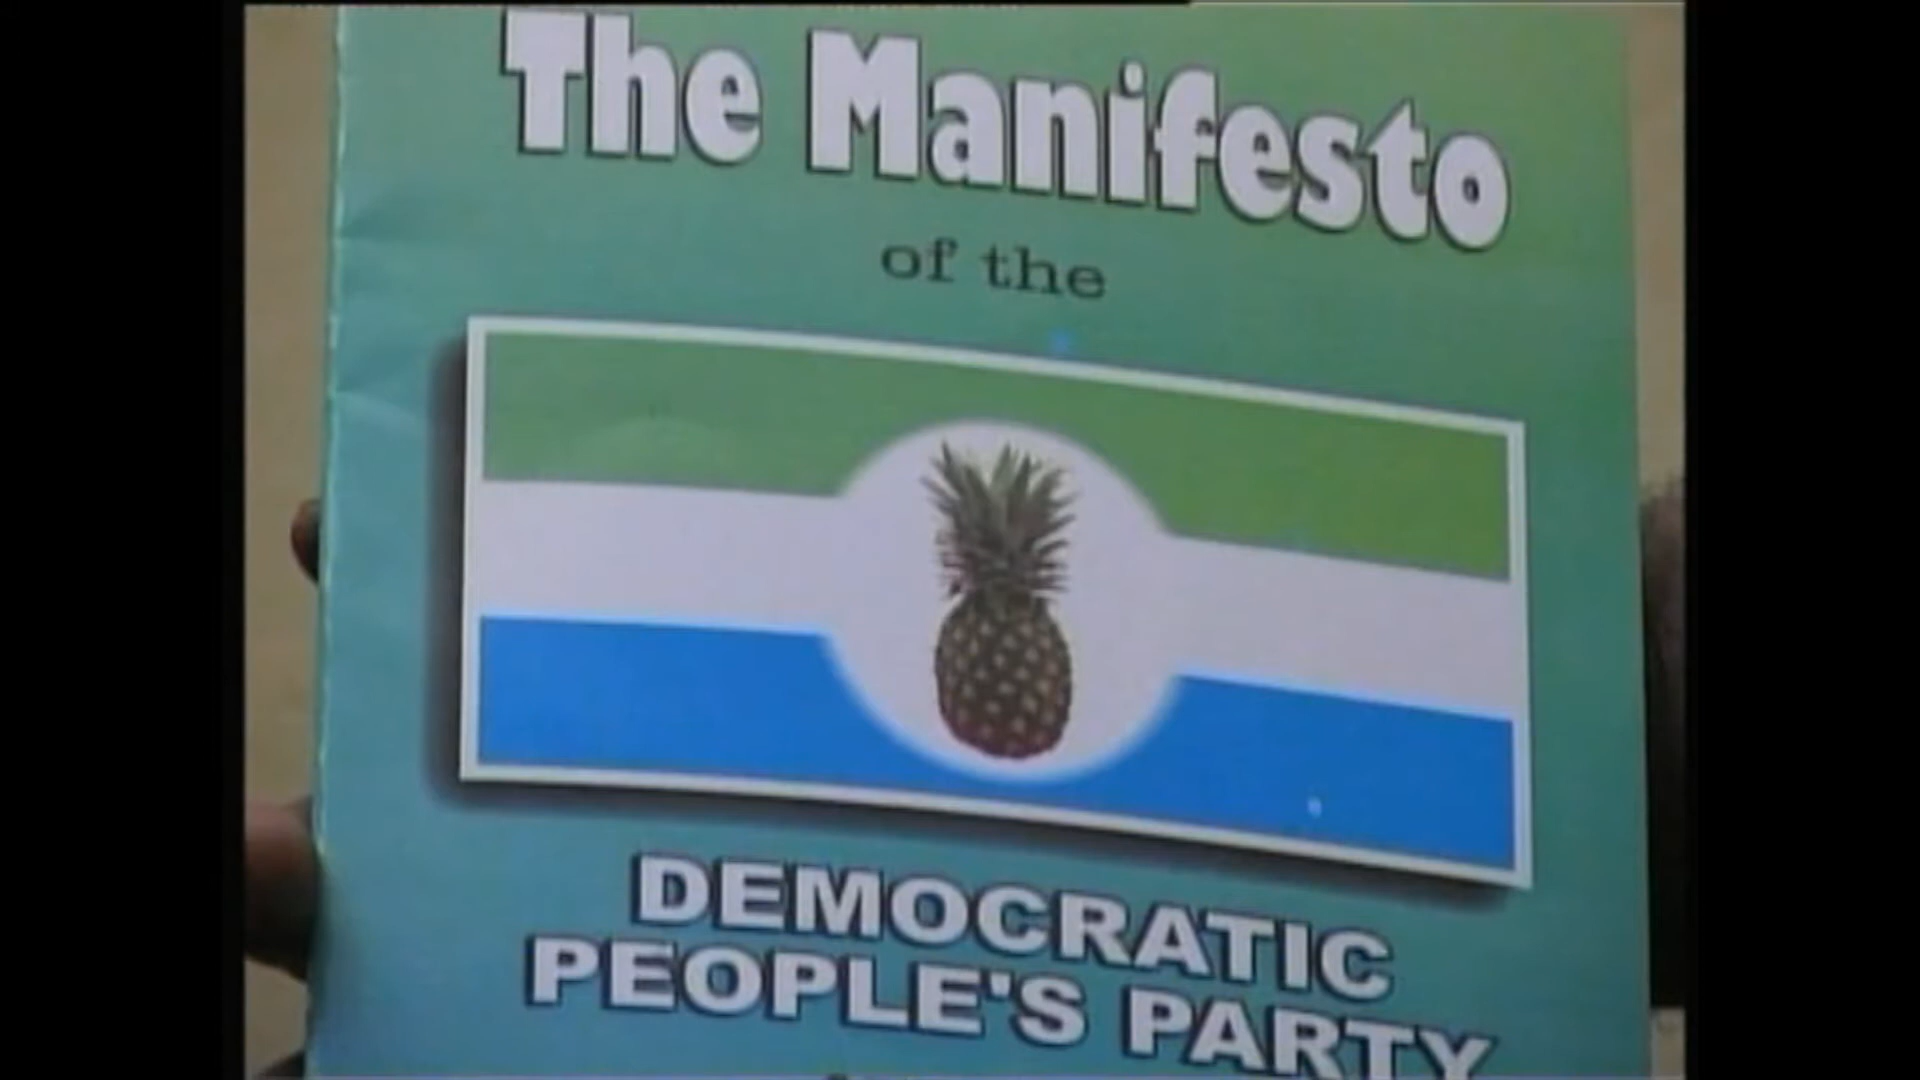 The Manifesto
of the
DEMOCRATIC
PEOPLE'S PARTY